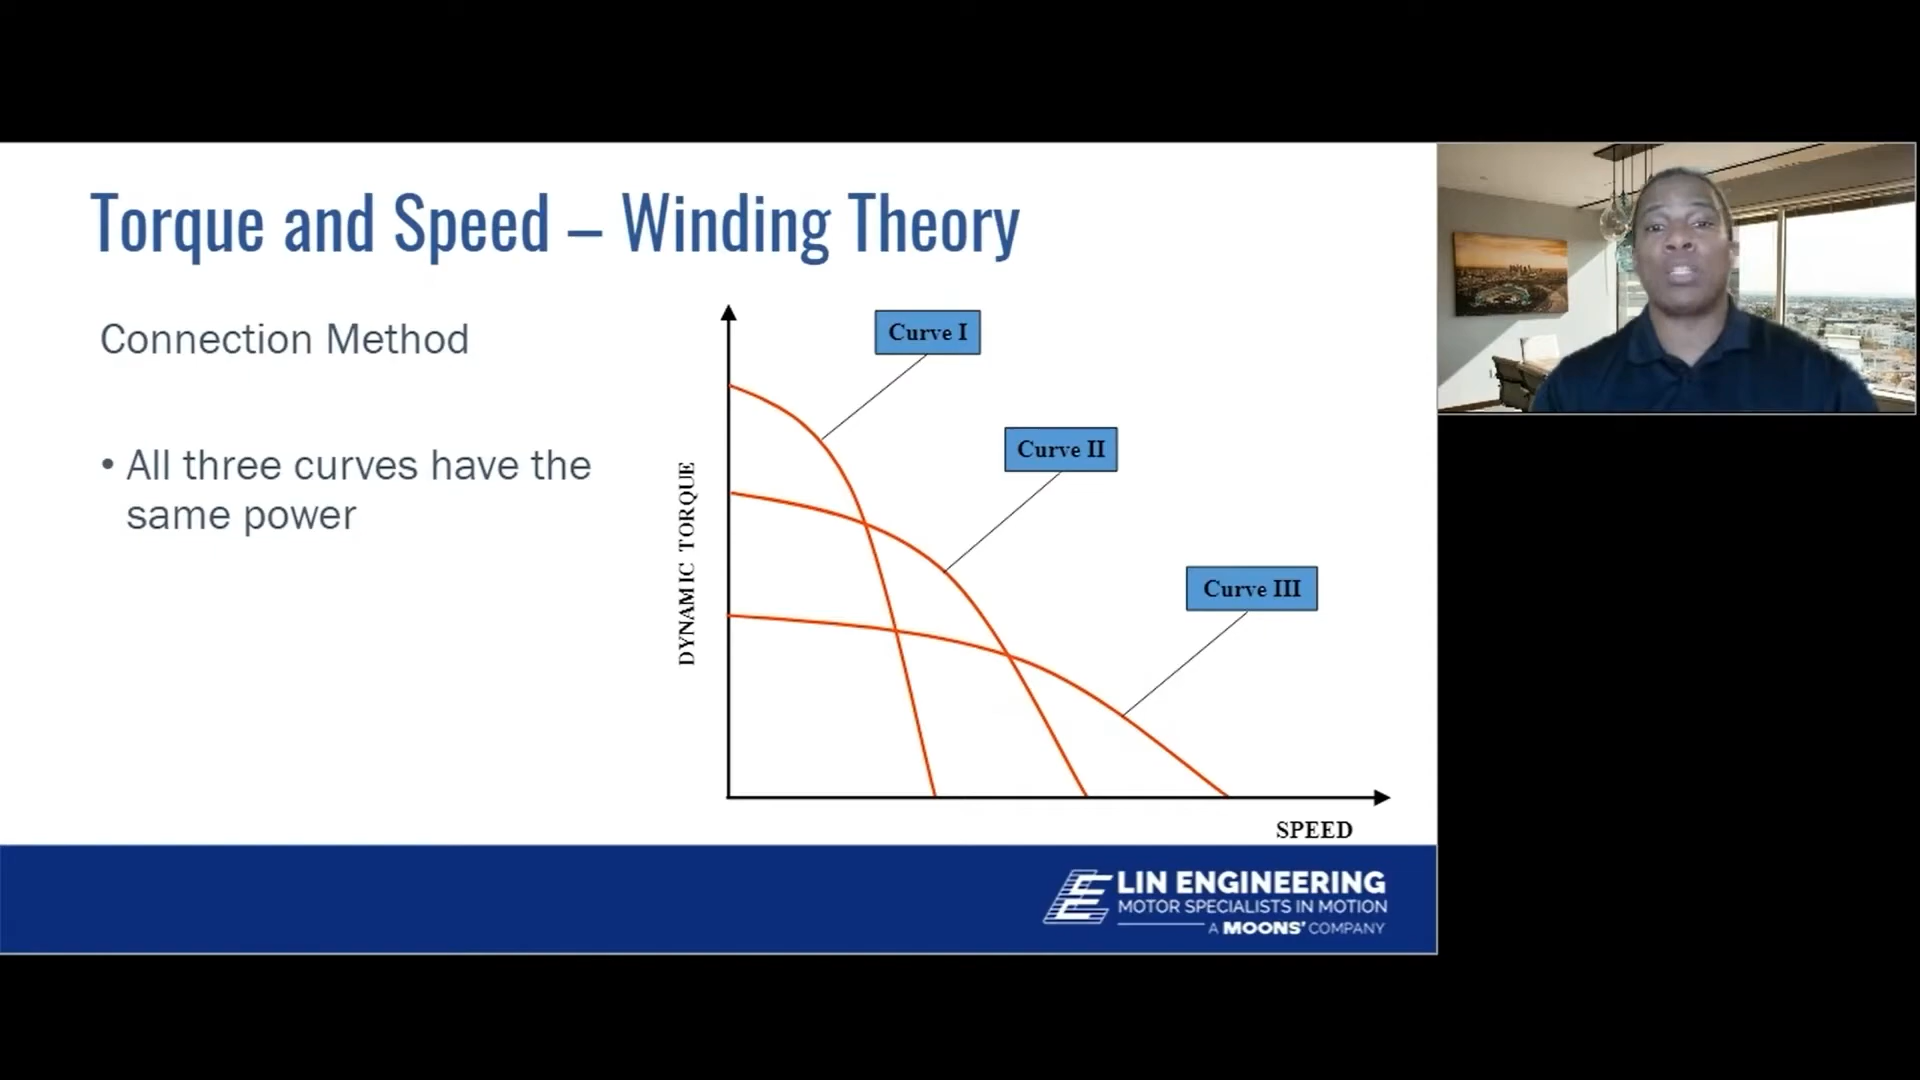 Torque and Speed – Winding Theory
Connection Method
• All three curves have the
same power
Curve I
Curve II
Curve III
DYNAMIC TORQUE
SPEED
LIN ENGINEERING
MOTOR SPECIALISTS IN MOTION
A MOONS' COMPANY